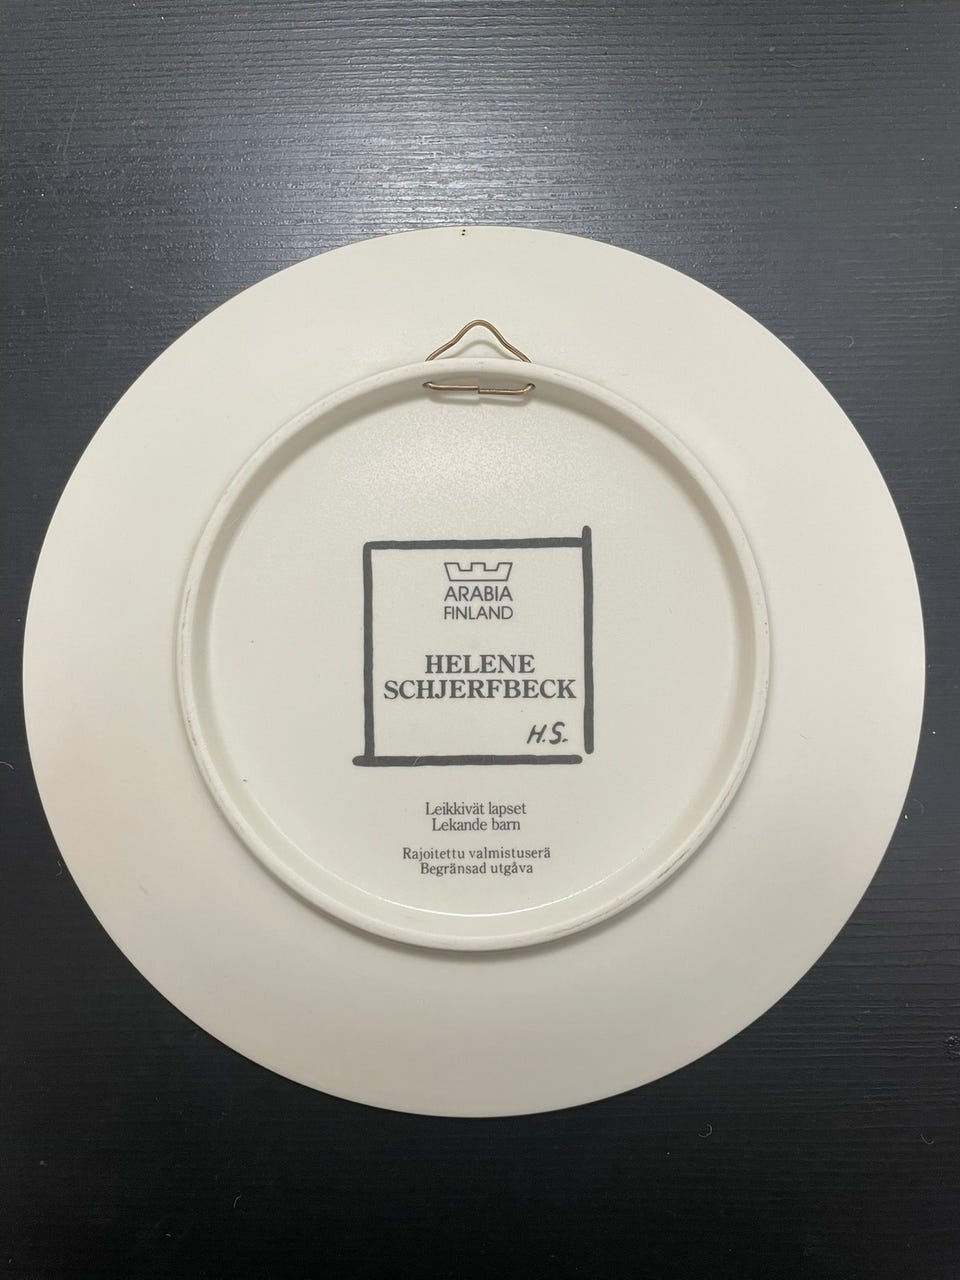 ARABIA
FINLAND
HELENE
SCHJERFBECK
H.S.
Leikkivät lapset
Lekande barn
Rajoitettu valmistuserä
Begränsad utgåva